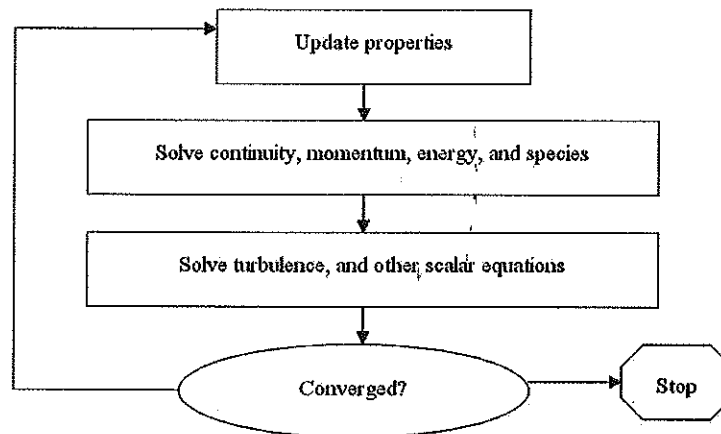 Update properties
Solve continuity, momentum, energy, and species
Solve turbulence, and other scalar equations
Converged?
Stop